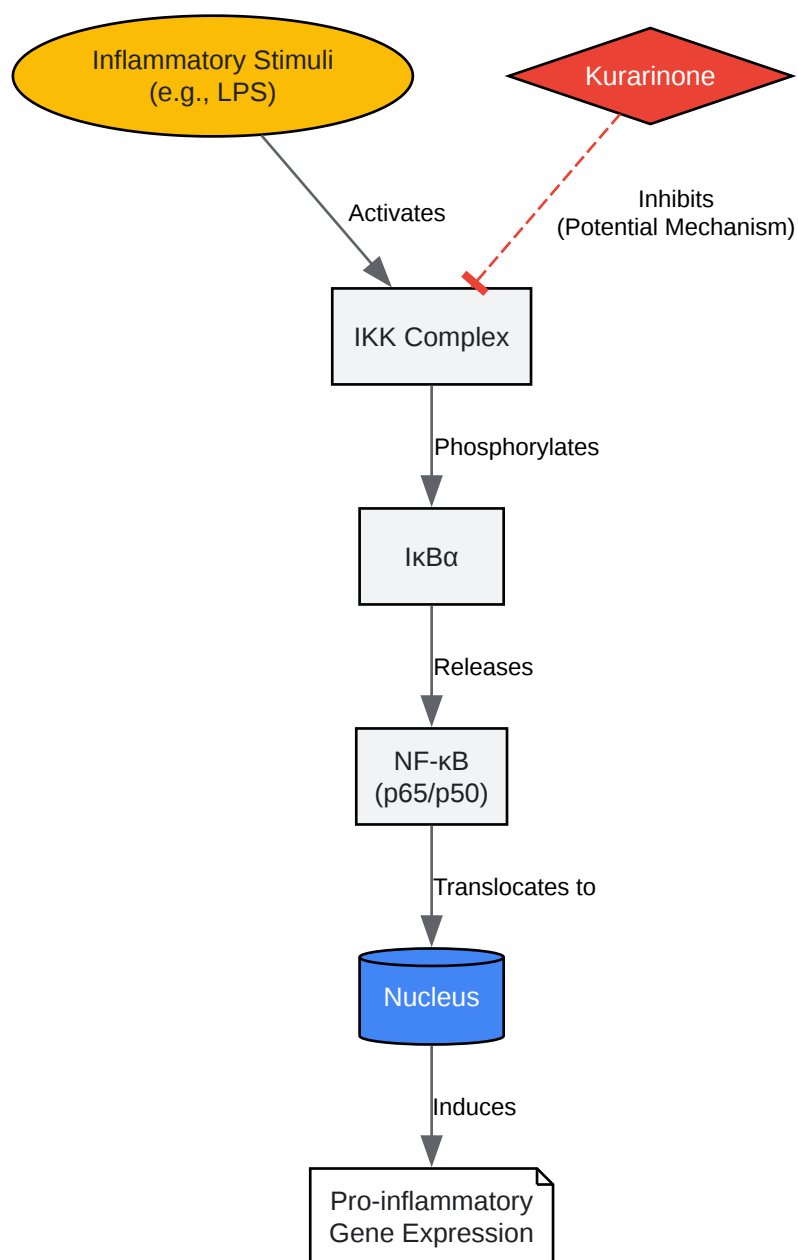 Inflammatory Stimuli
(e.g., LPS)
Kurarinone
Activates
Inhibits
(Potential Mechanism)
IKK Complex
Phosphorylates
IκBα
Releases
NF-κB
(p65/p50)
Translocates to
Nucleus
Induces
Pro-inflammatory
Gene Expression